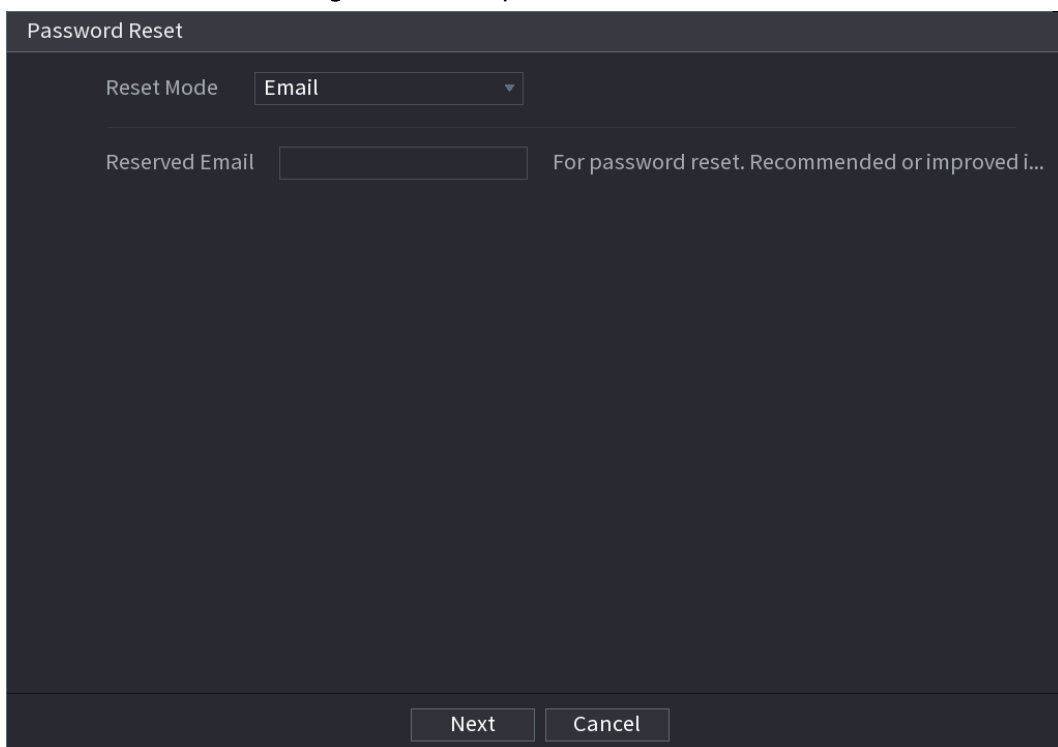 Password Reset
Reset Mode Email
Reserved Email For password reset. Recommended or improved i...
Next Cancel